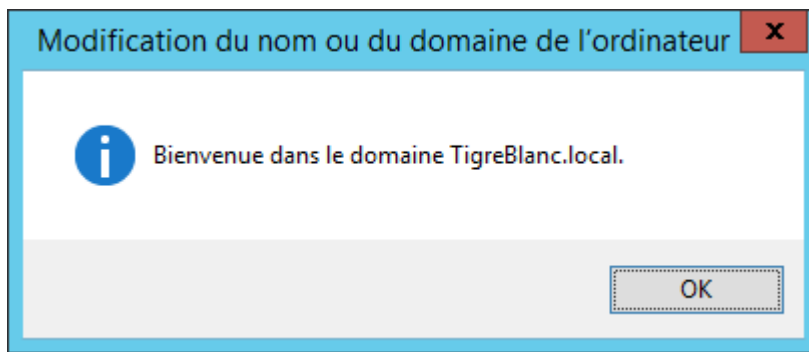 Modification du nom ou du domaine de l’ordinateur
x
Bienvenue dans le domaine TigreBlanc.local.
OK